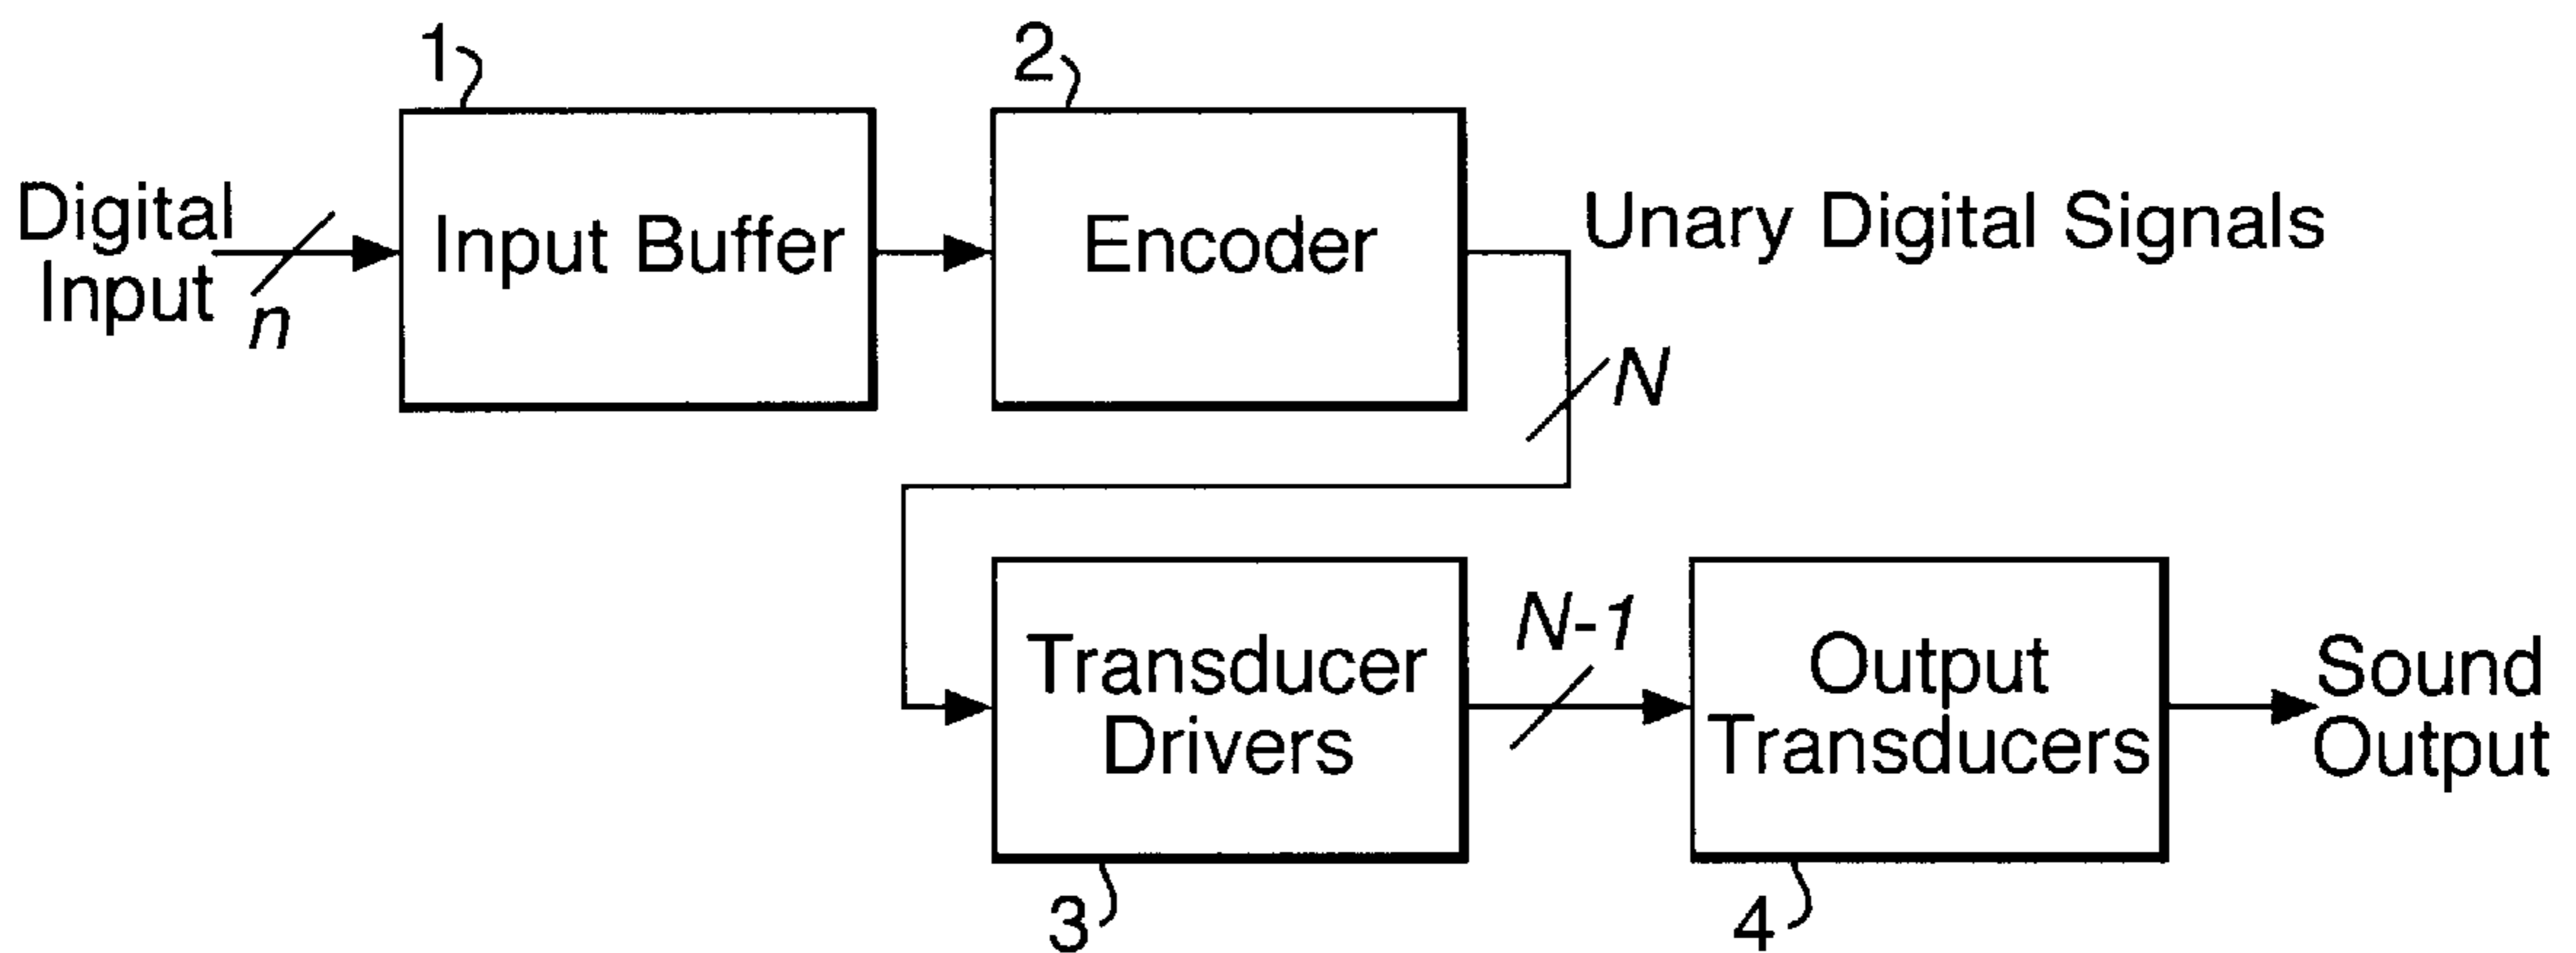 1
2
Digital
Input
n
Input Buffer
Encoder
Unary Digital Signals
N
Transducer
Drivers
N-1
Output
Transducers
Sound
Output
3
4